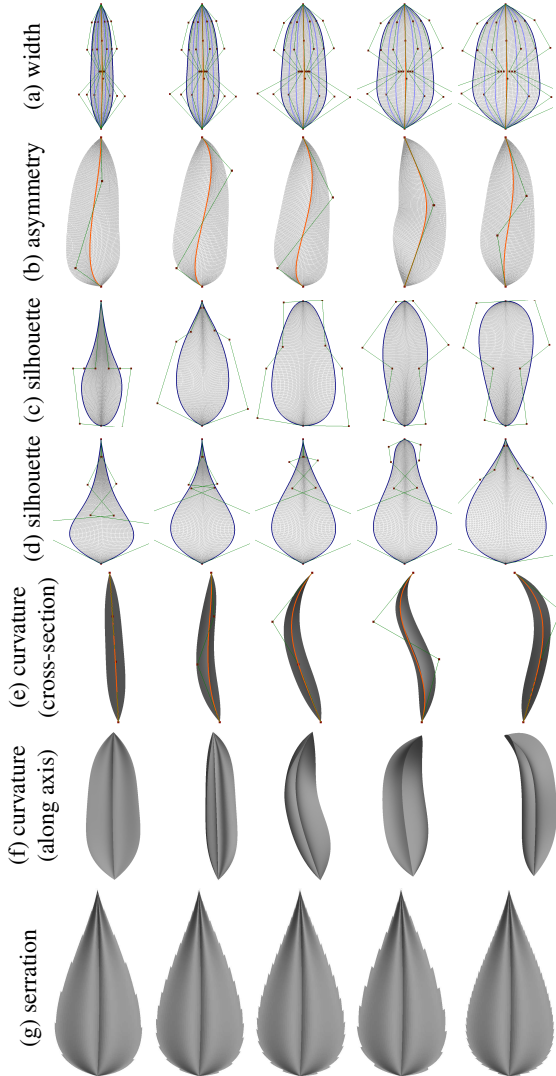 (a) width
(b) asymmetry
(c) silhouette
(d) silhouette
(e) curvature
(cross-section)
(f) curvature
(along axis)
(g) serration